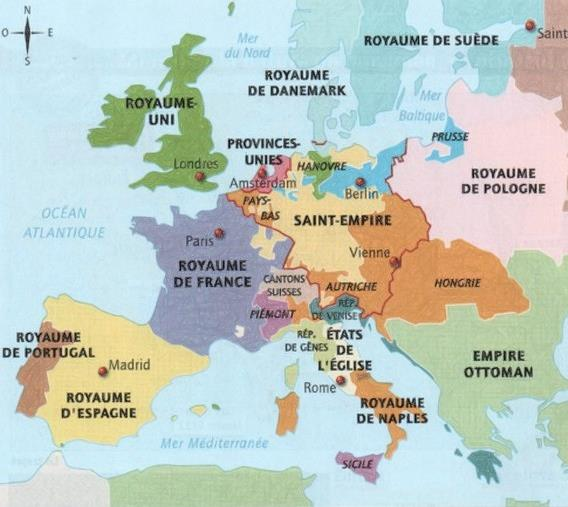 N
O
E
S
Mer
du Nord
ROYAUME DE SUÈDE
Saint
ROYAUME
DE DANEMARK
Mer
Baltique
ROYAUME-
UNI
PRUSSE
PROVINCES-
UNIES
HANOVRE
Londres
Amsterdam
Berlin
ROYAUME
DE POLOGNE
PAYS-
BAS
OCÉAN
ATLANTIQUE
SAINT-EMPIRE
Paris
Vienne
ROYAUME
DE FRANCE
CANTONS
SUISSES
AUTRICHE
HONGRIE
PIÉMONT
RÉP.
DE VENISE
RÉP.
DE GÊNES
ÉTATS
DE
L'ÉGLISE
ROYAUME
DE PORTUGAL
Madrid
EMPIRE
OTTOMAN
Rome
ROYAUME
D'ESPAGNE
ROYAUME
DE NAPLES
Mer Méditerranée
SICILE